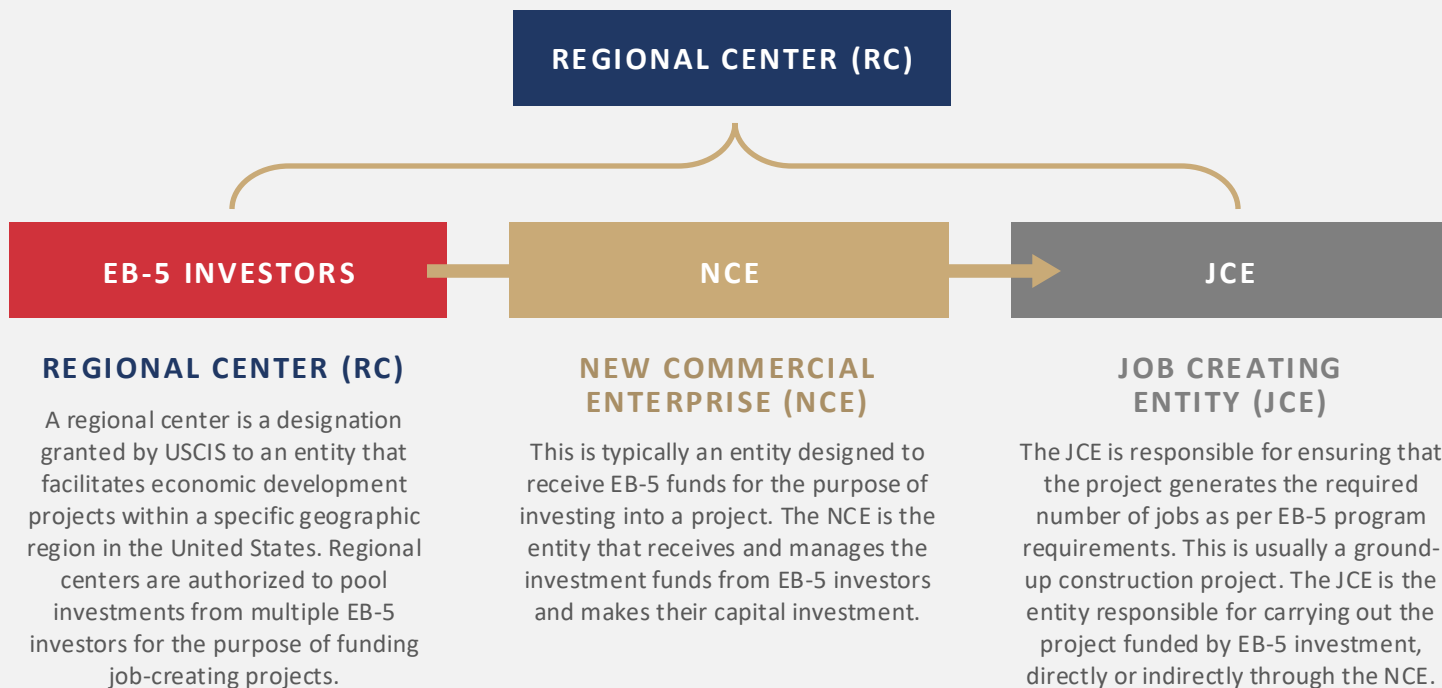 REGIONAL CENTER (RC)
EB-5 INVESTORS
NCE
JCE
REGIONAL CENTER (RC)
A regional center is a designation
granted by USCIS to an entity that
facilitates economic development
projects within a specific geographic
region in the United States. Regional
centers are authorized to pool
investments from multiple EB-5
investors for the purpose of funding
job-creating projects.
NEW COMMERCIAL
ENTERPRISE (NCE)
This is typically an entity designed to
receive EB-5 funds for the purpose of
investing into a project. The NCE is the
entity that receives and manages the
investment funds from EB-5 investors
and makes their capital investment.
JOB CREATING
ENTITY (JCE)
The JCE is responsible for ensuring that
the project generates the required
number of jobs as per EB-5 program
requirements. This is usually a ground-
up construction project. The JCE is the
entity responsible for carrying out the
project funded by EB-5 investment,
directly or indirectly through the NCE.